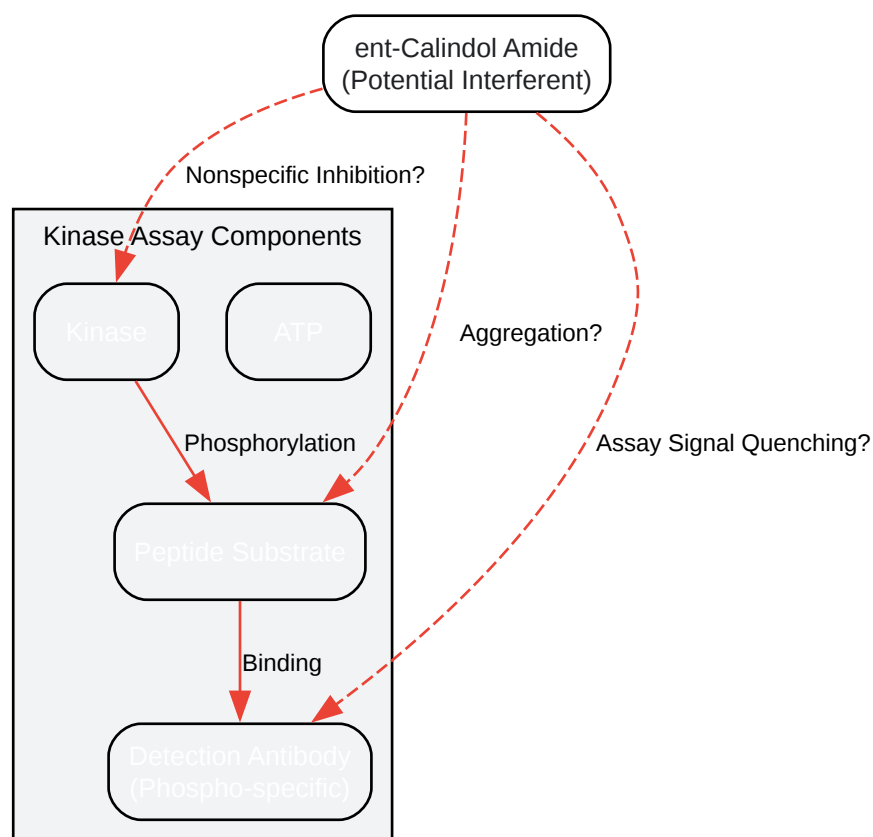 ent-Calindol Amide
(Potential Interferent)
Nonspecific Inhibition?
Kinase Assay Components
Kinase
ATP
Aggregation?
Phosphorylation
Assay Signal Quenching?
Peptide Substrate
Binding
Detection Antibody
(Phospho-specific)